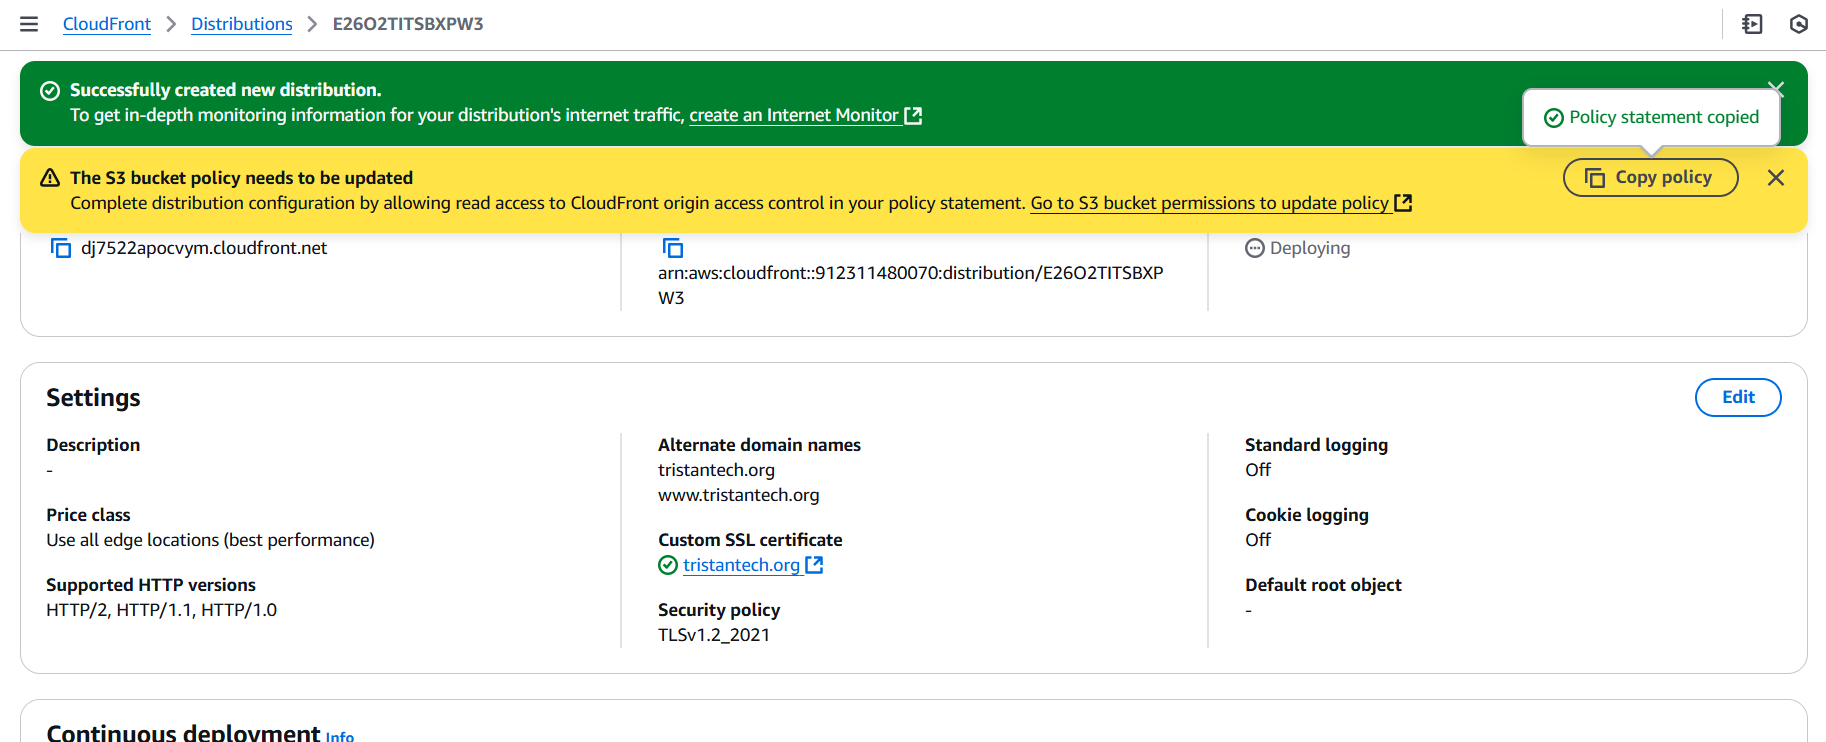 CloudFront > Distributions > E26O2TITSBXPW3
Successfully created new distribution.
To get in-depth monitoring information for your distribution's internet traffic, create an Internet Monitor
Policy statement copied
The S3 bucket policy needs to be updated
Complete distribution configuration by allowing read access to CloudFront origin access control in your policy statement. Go to S3 bucket permissions to update policy
Copy policy
dj7522apocvym.cloudfront.net
arn:aws:cloudfront::912311480070:distribution/E26O2TITSBXP
W3
Deploying
Settings
Edit
Description
-
Price class
Use all edge locations (best performance)
Supported HTTP versions
HTTP/2, HTTP/1.1, HTTP/1.0
Alternate domain names
tristantech.org
www.tristantech.org
Custom SSL certificate
tristantech.org
Security policy
TLSv1.2_2021
Standard logging
Off
Cookie logging
Off
Default root object
-
Continuous deployment Info